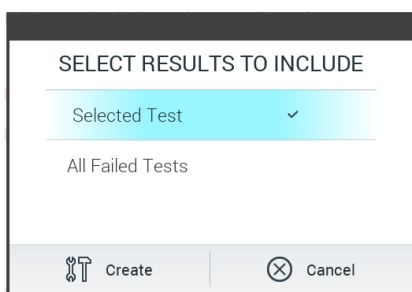 SELECT RESULTS TO INCLUDE
Selected Test
All Failed Tests
Create Cancel